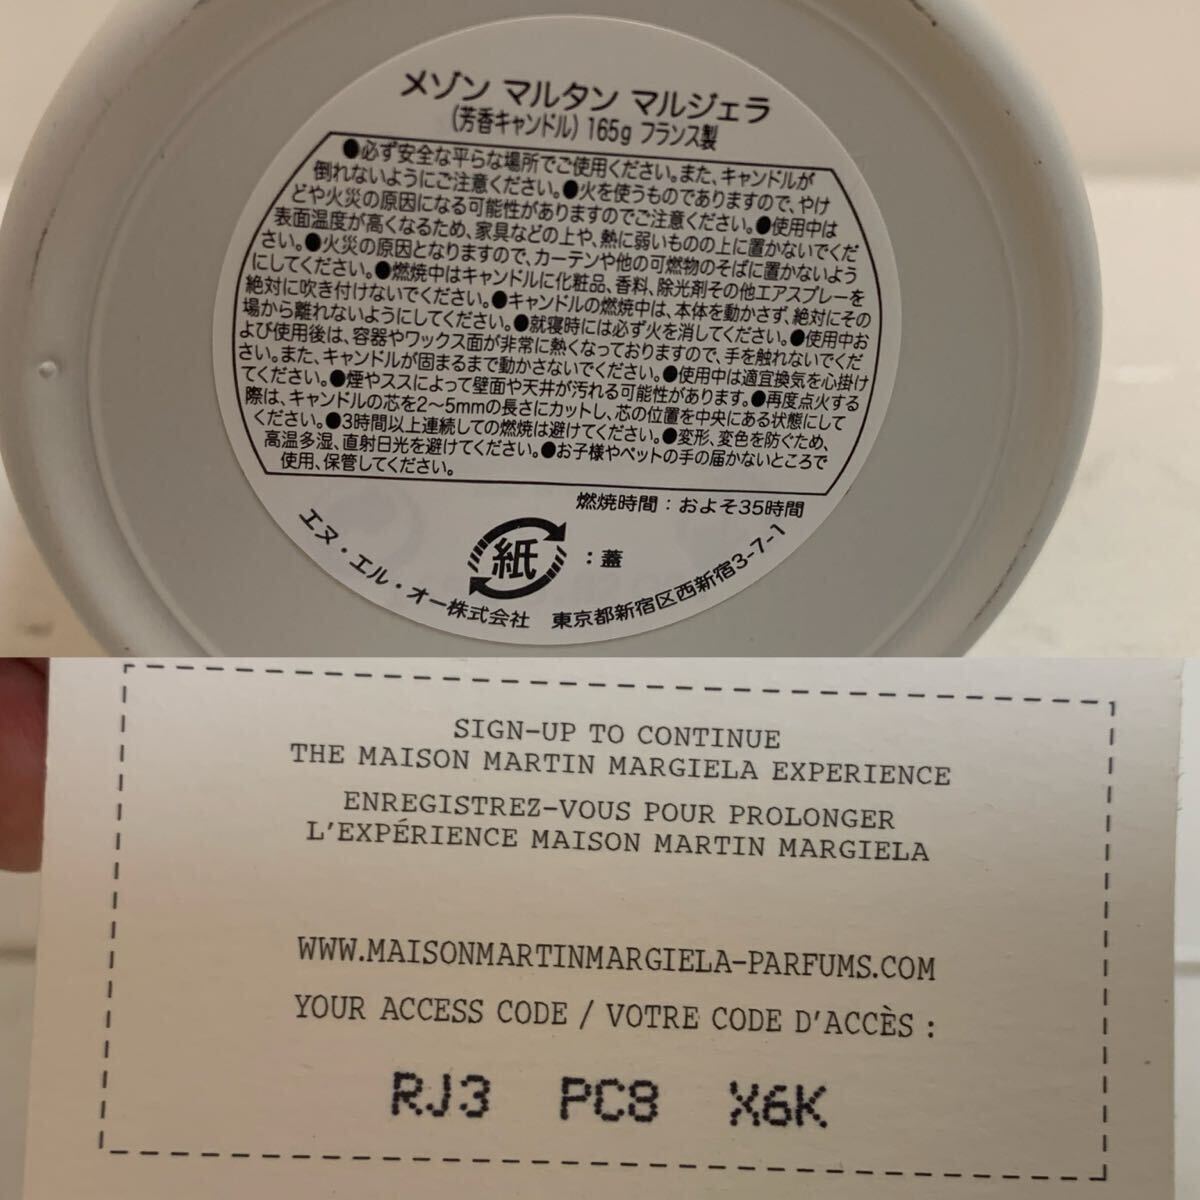 メゾン マルタン マルジェラ
(芳香キャンドル) 165g フランス製
●必ず安全な平らな場所でご使用ください。また、キャンドルが
倒れないようにご注意ください。●火を使うものでありますので、やけ
どや火災の原因になる可能性がありますのでご注意ください。●使用中は
表面温度が高くなるため、家具などの上や、熱に弱いものの上に置かないでくだ
さい。●火災の原因となりますので、カーテンや他の可燃物のそばに置かないよう
にしてください。●燃焼中はキャンドルに化粧品、香料、除光剤その他エアスプレーを
絶対に吹き付けないでください。●キャンドルの燃焼中は、本体を動かさず、絶対にその
場から離れないようにしてください。●就寝時には必ず火を消してください。●使用中お
よび使用後は、容器やワックス面が非常に熱くなっておりますので、手を触れないでくだ
さい。また、キャンドルが固まるまで動かさないでください。●使用中は適宜換気を心掛け
てください。●煙やススによって壁面や天井が汚れる可能性があります。●再度点火する
際は、キャンドルの芯を2〜5mmの長さにカットし、芯の位置を中央にある状態にして
ください。●3時間以上連続しての燃焼は避けてください。●変形、変色を防ぐため、
高温多湿、直射日光を避けてください。●お子様やペットの手の届かないところで
使用、保管してください。
燃焼時間：およそ35時間
紙：蓋
エヌ・エル・オー株式会社 東京都新宿区西新宿3-7-1
SIGN-UP TO CONTINUE
THE MAISON MARTIN MARGIELA EXPERIENCE
ENREGISTREZ-VOUS POUR PROLONGER
L'EXPÉRIENCE MAISON MARTIN MARGIELA
WWW.MAISONMARTINMARGIELA-PARFUMS.COM
YOUR ACCESS CODE / VOTRE CODE D'ACCÈS :
RJ3 PC8 X6K